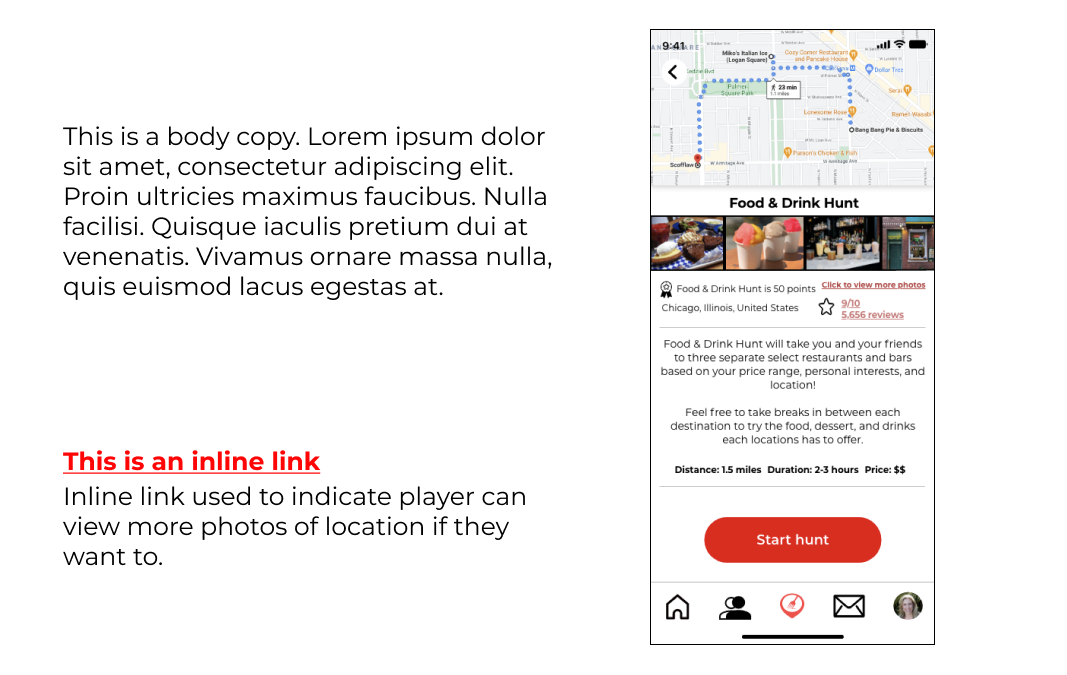 This is a body copy. Lorem ipsum dolor
sit amet, consectetur adipiscing elit.
Proin ultricies maximus faucibus. Nulla
facilisi. Quisque iaculis pretium dui at
venenatis. Vivamus ornare massa nulla,
quis euismod lacus egestas at.
This is an inline link
Inline link used to indicate player can
view more photos of location if they
want to.
9:41
Miko's Italian Ice
(Logan Square)
Cozy Corner Restaurant
and Pancake House
Dollar Tree
Palmer
Square Park
23 min
1.1 miles
Serai
Lonesome Rose
Ramen Wasabi
Bang Bang Pie & Biscuits
Parson's Chicken & Fish
Scofflaw
W Armitage Ave
W Armitage Ave
Food & Drink Hunt
Food & Drink Hunt is 50 points
Click to view more photos
Chicago, Illinois, United States
9/10
5,656 reviews
Food & Drink Hunt will take you and your friends
to three separate select restaurants and bars
based on your price range, personal interests, and
location!
Feel free to take breaks in between each
destination to try the food, dessert, and drinks
each locations has to offer.
Distance: 1.5 miles Duration: 2-3 hours Price: $$
Start hunt